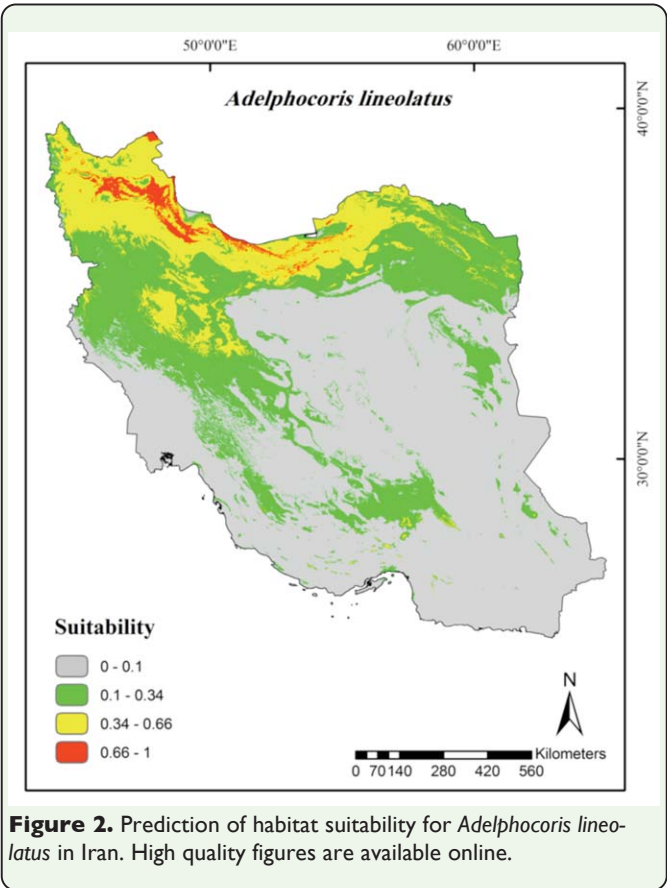 50°0'0"E 60°0'0"E
Adelphocoris lineolatus
40°0'0"N
30°0'0"N
Suitability
0 - 0.1
0.1 - 0.34
0.34 - 0.66
0.66 - 1
N
Kilometers
0 70 140 280 420 560
Figure 2. Prediction of habitat suitability for Adelphocoris lineo-
latus in Iran. High quality figures are available online.